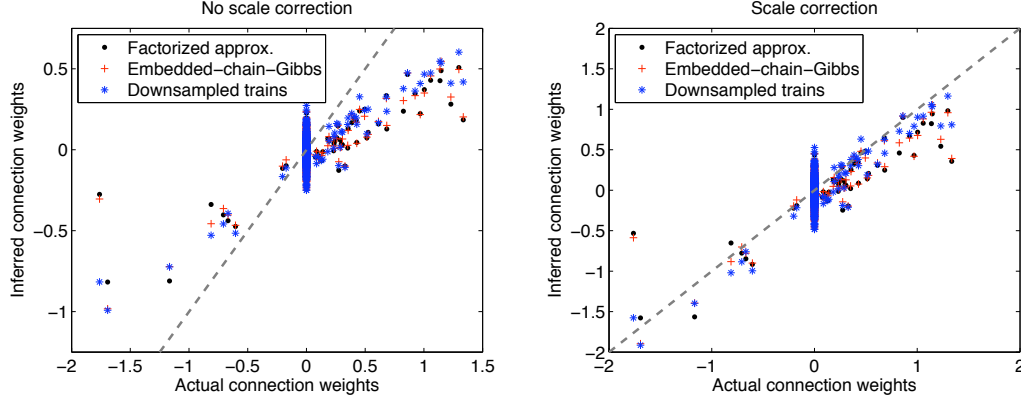 No scale correction
0.5
0
−0.5
−1
Inferred connection weights
Factorized approx.
Embedded−chain−Gibbs
Downsampled trains
−2 −1.5 −1 −0.5 0 0.5 1 1.5
Actual connection weights
Scale correction
2
1.5
1
0.5
0
−0.5
−1
−1.5
−2
Inferred connection weights
Factorized approx.
Embedded−chain−Gibbs
Downsampled trains
−2 −1 0 1 2
Actual connection weights